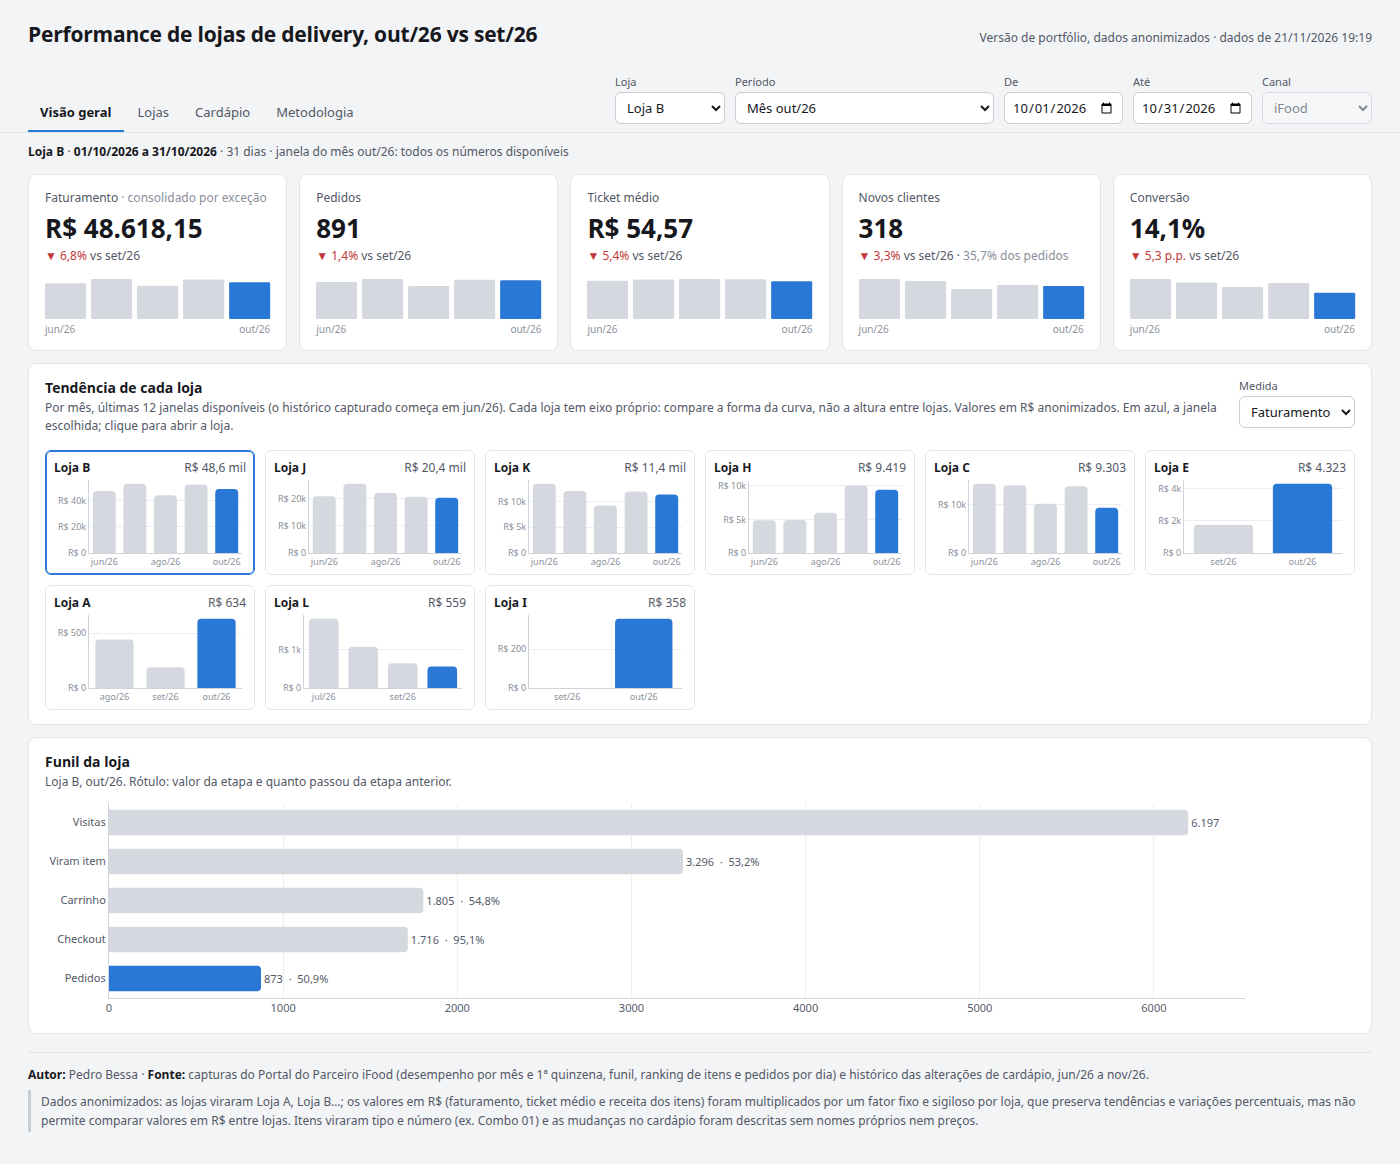 Performance de lojas de delivery, out/26 vs set/26
Versão de portfólio, dados anonimizados · dados de 21/11/2026 19:19
Visão geral
Lojas
Cardápio
Metodologia
Loja
Loja B
Período
Mês out/26
De
10/01/2026
Até
10/31/2026
Canal
iFood
Loja B · 01/10/2026 a 31/10/2026 · 31 dias · janela do mês out/26: todos os números disponíveis
Faturamento · consolidado por exceção
R$ 48.618,15
▼ 6,8% vs set/26
jun/26
out/26
Pedidos
891
▼ 1,4% vs set/26
jun/26
out/26
Ticket médio
R$ 54,57
▼ 5,4% vs set/26
jun/26
out/26
Novos clientes
318
▼ 3,3% vs set/26 · 35,7% dos pedidos
jun/26
out/26
Conversão
14,1%
▼ 5,3 p.p. vs set/26
jun/26
out/26
Tendência de cada loja
Por mês, últimas 12 janelas disponíveis (o histórico capturado começa em jun/26). Cada loja tem eixo próprio: compare a forma da curva, não a altura entre lojas. Valores em R$ anonimizados. Em azul, a janela
escolhida; clique para abrir a loja.
Medida
Faturamento
Loja B
R$ 48,6 mil
R$ 40k
R$ 20k
R$ 0
jun/26
ago/26
out/26
Loja J
R$ 20,4 mil
R$ 20k
R$ 10k
R$ 0
jun/26
ago/26
out/26
Loja K
R$ 11,4 mil
R$ 10k
R$ 5k
R$ 0
jun/26
ago/26
out/26
Loja H
R$ 9.419
R$ 10k
R$ 5k
R$ 0
jun/26
ago/26
out/26
Loja C
R$ 9.303
R$ 10k
R$ 0
jun/26
ago/26
out/26
Loja E
R$ 4.323
R$ 4k
R$ 2k
R$ 0
set/26
out/26
Loja A
R$ 634
R$ 500
R$ 0
ago/26
set/26
out/26
Loja L
R$ 559
R$ 1k
R$ 0
jul/26
set/26
Loja I
R$ 358
R$ 200
R$ 0
set/26
out/26
Funil da loja
Loja B, out/26. Rótulo: valor da etapa e quanto passou da etapa anterior.
Visitas
6.197
Viram item
3.296 · 53,2%
Carrinho
1.805 · 54,8%
Checkout
1.716 · 95,1%
Pedidos
873 · 50,9%
0
1000
2000
3000
4000
5000
6000
Autor: Pedro Bessa · Fonte: capturas do Portal do Parceiro iFood (desempenho por mês e 1ª quinzena, funil, ranking de itens e pedidos por dia) e histórico das alterações de cardápio, jun/26 a nov/26.
Dados anonimizados: as lojas viraram Loja A, Loja B...; os valores em R$ (faturamento, ticket médio e receita dos itens) foram multiplicados por um fator fixo e sigiloso por loja, que preserva tendências e variações percentuais, mas não
permite comparar valores em R$ entre lojas. Itens viraram tipo e número (ex. Combo 01) e as mudanças no cardápio foram descritas sem nomes próprios nem preços.